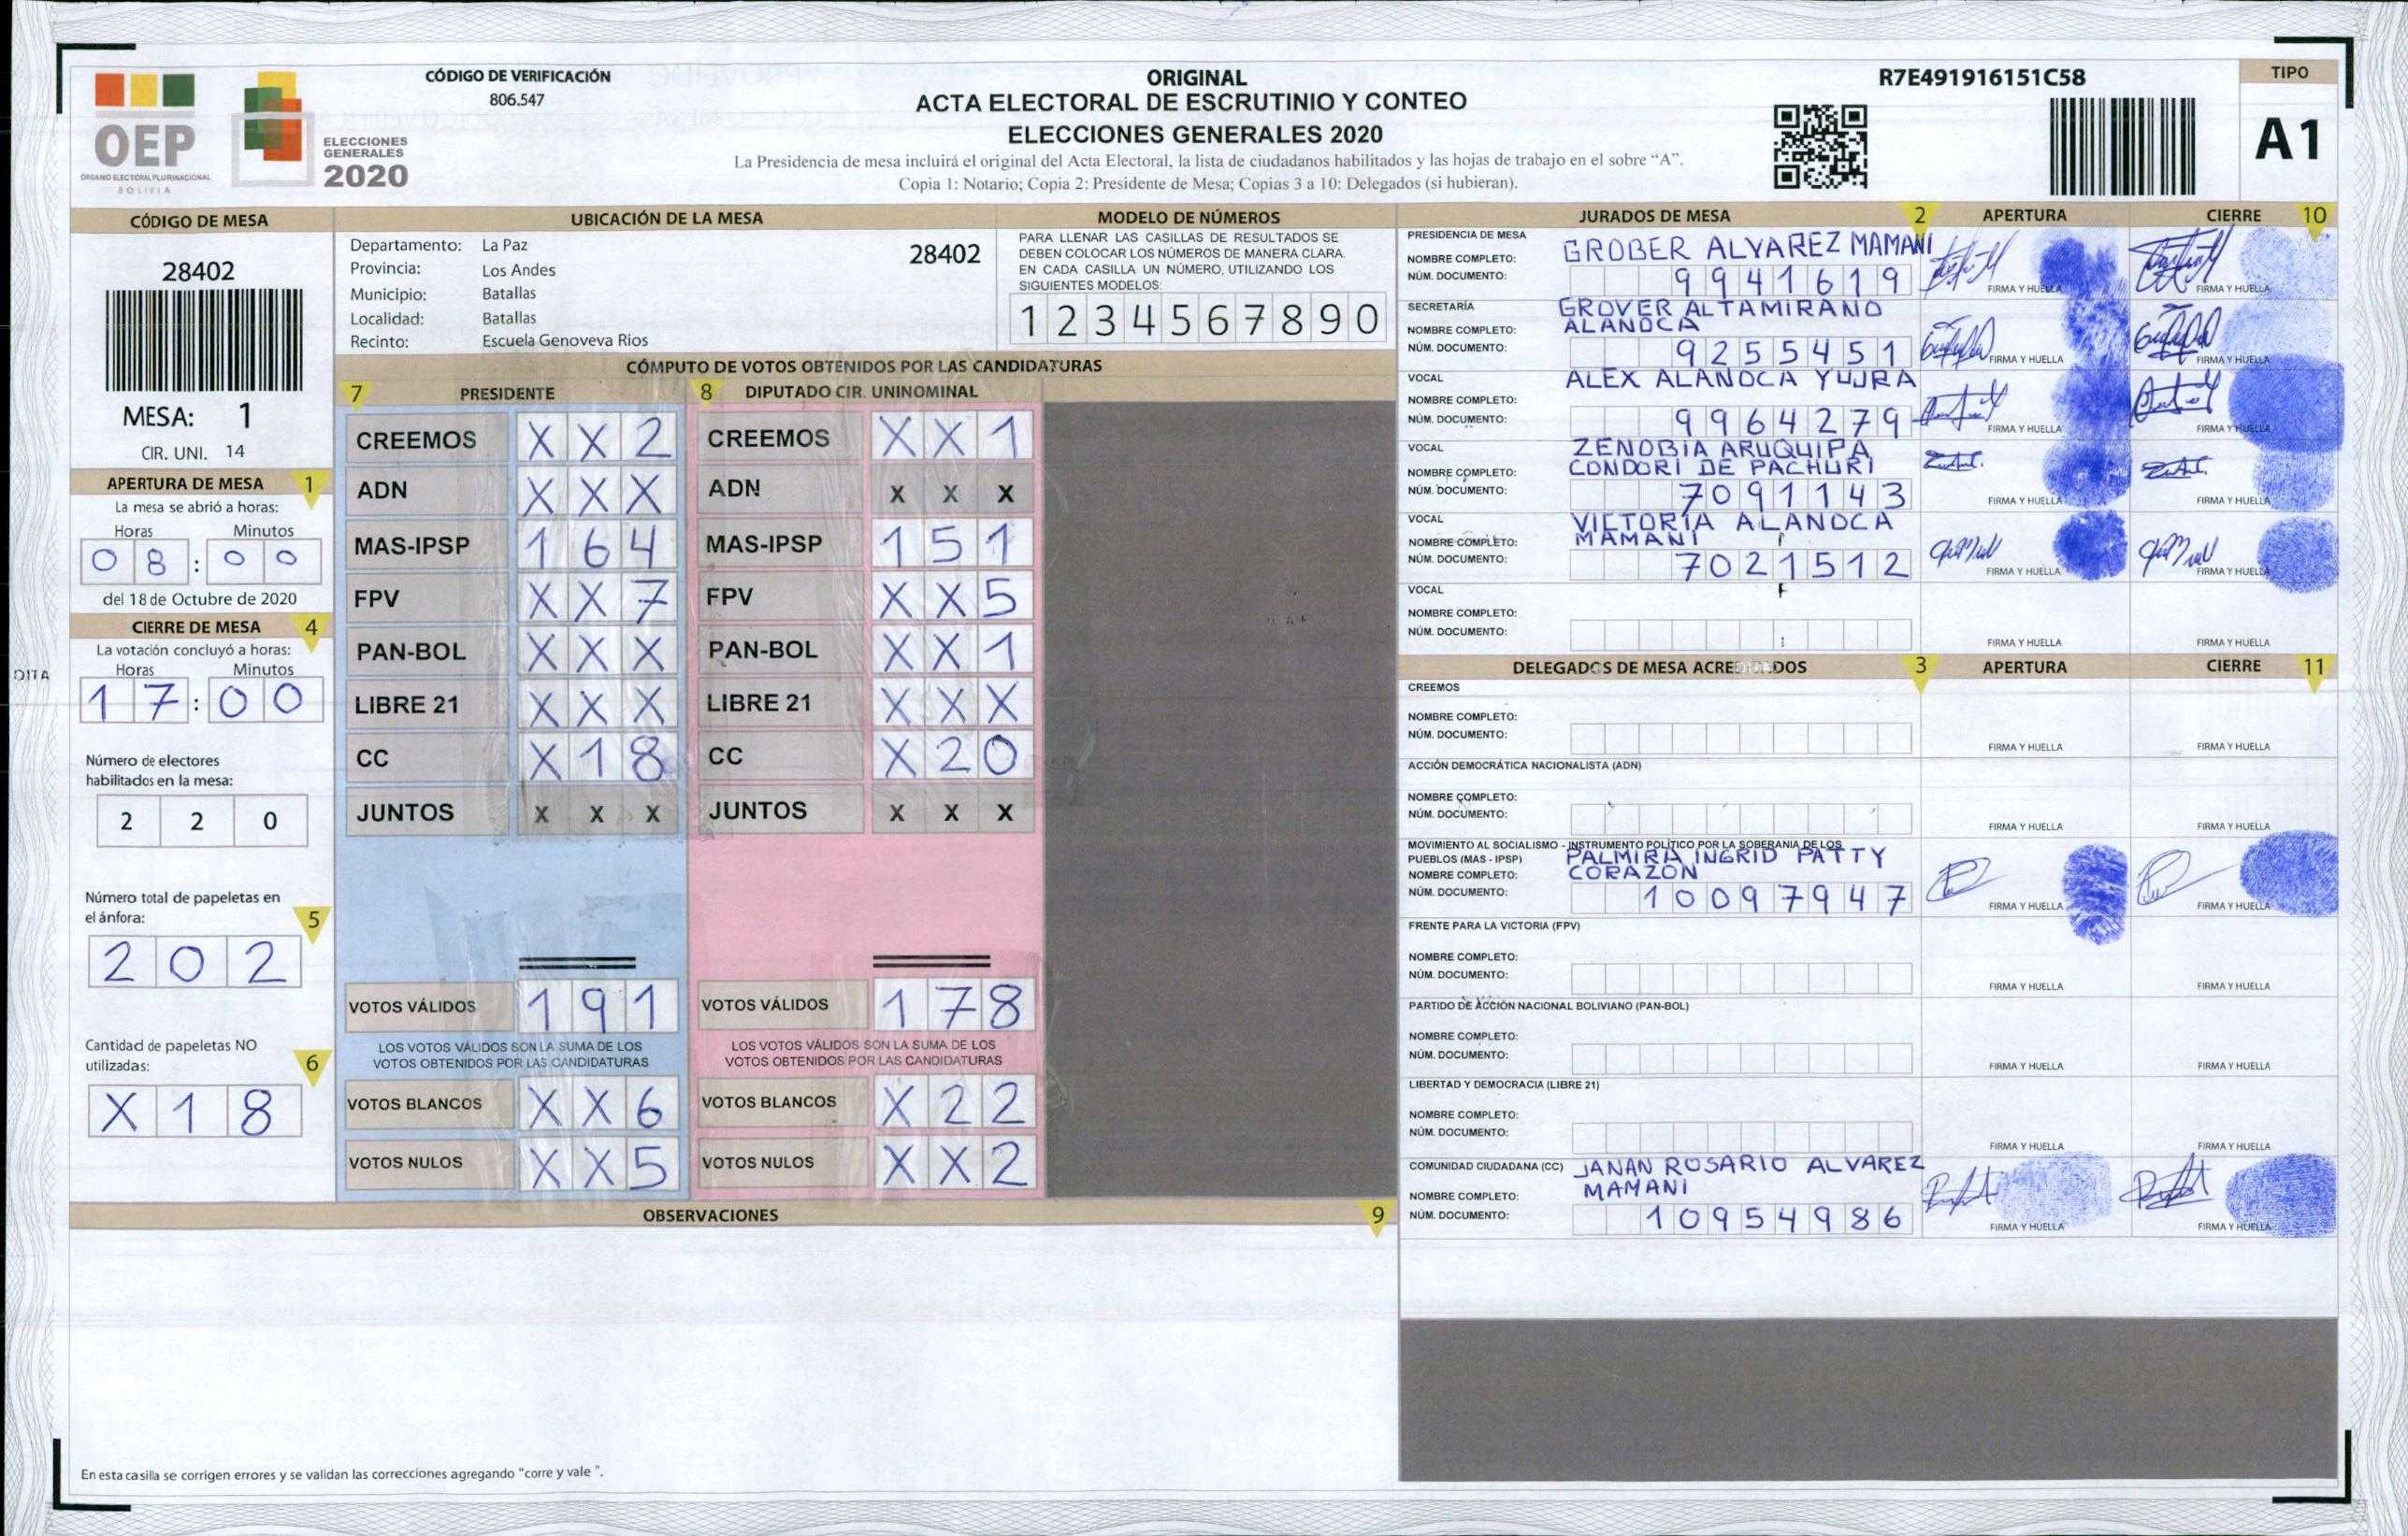 CÓDIGO DE VERIFICACIÓN
806.547
ORIGINAL
ACTA ELECTORAL DE ESCRUTINIO Y CONTEO
ELECCIONES GENERALES 2020
La Presidencia de mesa incluirá el original del Acta Electoral, la lista de ciudadanos habilitados y las hojas de trabajo en el sobre “A”.
Copia 1: Notario; Copia 2: Presidente de Mesa; Copias 3 a 10: Delegados (si hubieran).
R7E491916151C58
TIPO
A1
OEP
ÓRGANO ELECTORAL PLURINACIONAL
BOLIVIA
ELECCIONES
GENERALES
2020
CÓDIGO DE MESA
28402
MESA: 1
CIR. UNI. 14
APERTURA DE MESA 1
La mesa se abrió a horas:
Horas Minutos
0 8 : 0 0
del 18 de Octubre de 2020
CIERRE DE MESA 4
La votación concluyó a horas:
Horas Minutos
1 7 : 0 0
DITA
Número de electores
habilitados en la mesa:
2 2 0
Número total de papeletas en
el ánfora: 5
2 0 2
Cantidad de papeletas NO
utilizadas: 6
X 1 8
UBICACIÓN DE LA MESA
Departamento: La Paz 28402
Provincia: Los Andes
Municipio: Batallas
Localidad: Batallas
Recinto: Escuela Genoveva Rios
MODELO DE NÚMEROS
PARA LLENAR LAS CASILLAS DE RESULTADOS SE
DEBEN COLOCAR LOS NÚMEROS DE MANERA CLARA.
EN CADA CASILLA UN NÚMERO, UTILIZANDO LOS
SIGUIENTES MODELOS:
1 2 3 4 5 6 7 8 9 0
CÓMPUTO DE VOTOS OBTENIDOS POR LAS CANDIDATURAS
7 PRESIDENTE
CREEMOS X X 2
ADN X X X
MAS-IPSP 1 6 4
FPV X X 7
PAN-BOL X X X
LIBRE 21 X X X
CC X 1 8
JUNTOS X X X
VOTOS VÁLIDOS 1 9 1
LOS VOTOS VÁLIDOS SON LA SUMA DE LOS
VOTOS OBTENIDOS POR LAS CANDIDATURAS
VOTOS BLANCOS X X 6
VOTOS NULOS X X 5
8 DIPUTADO CIR. UNINOMINAL
CREEMOS X X 1
ADN X X X
MAS-IPSP 1 5 1
FPV X X 5
PAN-BOL X X 1
LIBRE 21 X X X
CC X 2 0
JUNTOS X X X
VOTOS VÁLIDOS 1 7 8
LOS VOTOS VÁLIDOS SON LA SUMA DE LOS
VOTOS OBTENIDOS POR LAS CANDIDATURAS
VOTOS BLANCOS X 2 2
VOTOS NULOS X X 2
OBSERVACIONES 9
En esta casilla se corrigen errores y se validan las correcciones agregando “corre y vale ”.
JURADOS DE MESA 2 APERTURA CIERRE 10
PRESIDENCIA DE MESA
NOMBRE COMPLETO: GROBER ALVAREZ MAMANI
NÚM. DOCUMENTO: 9941619 FIRMA Y HUELLA FIRMA Y HUELLA
SECRETARÍA
NOMBRE COMPLETO: GROVER ALTAMIRANO
ALANOCA
NÚM. DOCUMENTO: 9255451 FIRMA Y HUELLA FIRMA Y HUELLA
VOCAL
NOMBRE COMPLETO: ALEX ALANOCA YUJRA
NÚM. DOCUMENTO: 9964279 FIRMA Y HUELLA FIRMA Y HUELLA
VOCAL
NOMBRE COMPLETO: ZENOBIA ARUQUIPA
CONDORI DE PACHURI
NÚM. DOCUMENTO: 7091143 FIRMA Y HUELLA FIRMA Y HUELLA
VOCAL
NOMBRE COMPLETO: VICTORIA ALANOCA
MAMANI
NÚM. DOCUMENTO: 7021512 FIRMA Y HUELLA FIRMA Y HUELLA
VOCAL
NOMBRE COMPLETO:
NÚM. DOCUMENTO: FIRMA Y HUELLA FIRMA Y HUELLA
DELEGADOS DE MESA 3 APERTURA CIERRE 11
CREEMOS
NOMBRE COMPLETO:
NÚM. DOCUMENTO: FIRMA Y HUELLA FIRMA Y HUELLA
ACCIÓN DEMOCRÁTICA NACIONALISTA (ADN)
NOMBRE COMPLETO:
NÚM. DOCUMENTO: FIRMA Y HUELLA FIRMA Y HUELLA
MOVIMIENTO AL SOCIALISMO - INSTRUMENTO POLÍTICO POR LA SOBERANIA DE LOS
PUEBLOS (MAS - IPSP) PALMIRA INGRID PATTY
NOMBRE COMPLETO: CORAZON
NÚM. DOCUMENTO: 10097947 FIRMA Y HUELLA FIRMA Y HUELLA
FRENTE PARA LA VICTORIA (FPV)
NOMBRE COMPLETO:
NÚM. DOCUMENTO: FIRMA Y HUELLA FIRMA Y HUELLA
PARTIDO DE ACCIÓN NACIONAL BOLIVIANO (PAN-BOL)
NOMBRE COMPLETO:
NÚM. DOCUMENTO: FIRMA Y HUELLA FIRMA Y HUELLA
LIBERTAD Y DEMOCRACIA (LIBRE 21)
NOMBRE COMPLETO:
NÚM. DOCUMENTO: FIRMA Y HUELLA FIRMA Y HUELLA
COMUNIDAD CIUDADANA (CC) JANAN ROSARIO ALVAREZ
NOMBRE COMPLETO: MAMANI
NÚM. DOCUMENTO: 10954986 FIRMA Y HUELLA FIRMA Y HUELLA